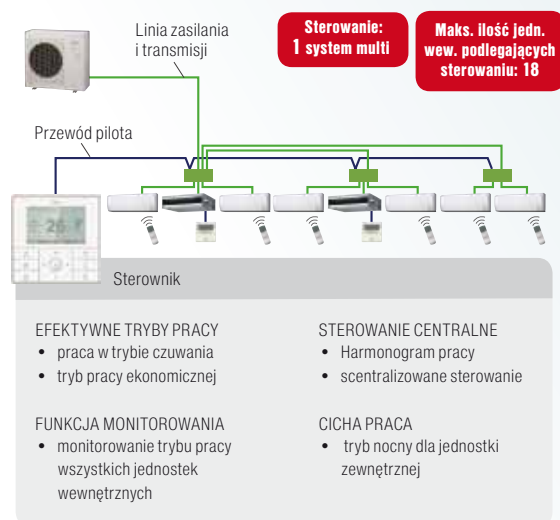 Linia zasilania
i transmisji
Sterowanie:
1 system multi
Maks. ilość jedn.
wew. podlegających
sterowaniu: 18
Przewód pilota
Sterownik
EFEKTYWNE TRYBY PRACY
• praca w trybie czuwania
• tryb pracy ekonomicznej
STEROWANIE CENTRALNE
• Harmonogram pracy
• scentralizowane sterowanie
FUNKCJA MONITOROWANIA
• monitorowanie trybu pracy
wszystkich jednostek
wewnętrznych
CICHA PRACA
• tryb nocny dla jednostki
zewnętrznej